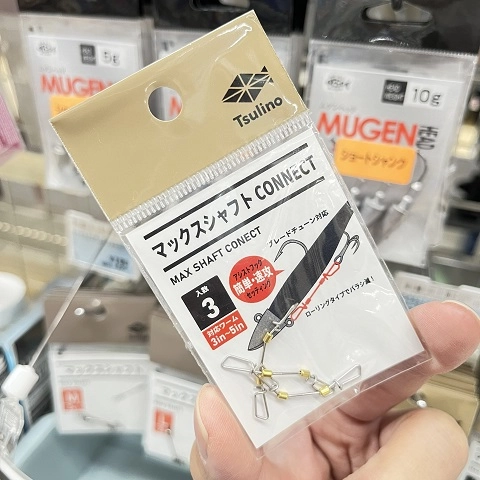 Tsulino
マックスシャフト CONNECT
MAX SHAFT CONECT
ブレードチューン対応
アシストフック
簡単・速攻
セッティング
入数
3
対応ワーム
3in~5in
ローリングタイプでバラシ減！
5g
MUGEN
10g
MUGEN
ショートシャンク